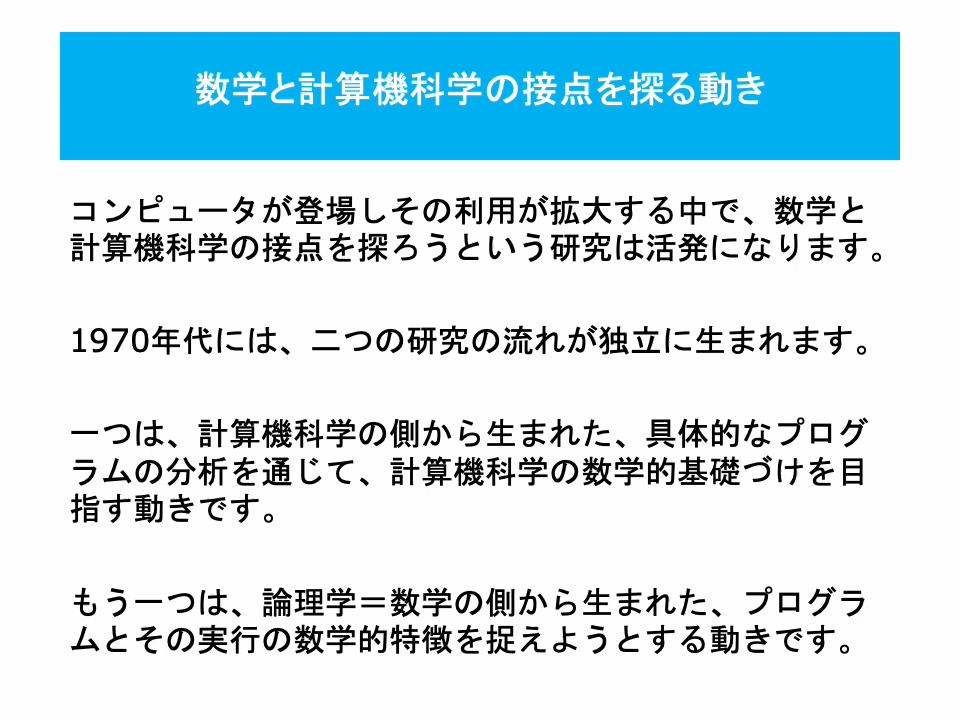 数学と計算機科学の接点を探る動き
コンピュータが登場しその利用が拡大する中で、数学と
計算機科学の接点を探ろうという研究は活発になります。
1970年代には、二つの研究の流れが独立に生まれます。
一つは、計算機科学の側から生まれた、具体的なプログ
ラムの分析を通じて、計算機科学の数学的基礎づけを目
指す動きです。
もう一つは、論理学＝数学の側から生まれた、プログラ
ムとその実行の数学的特徴を捉えようとする動きです。